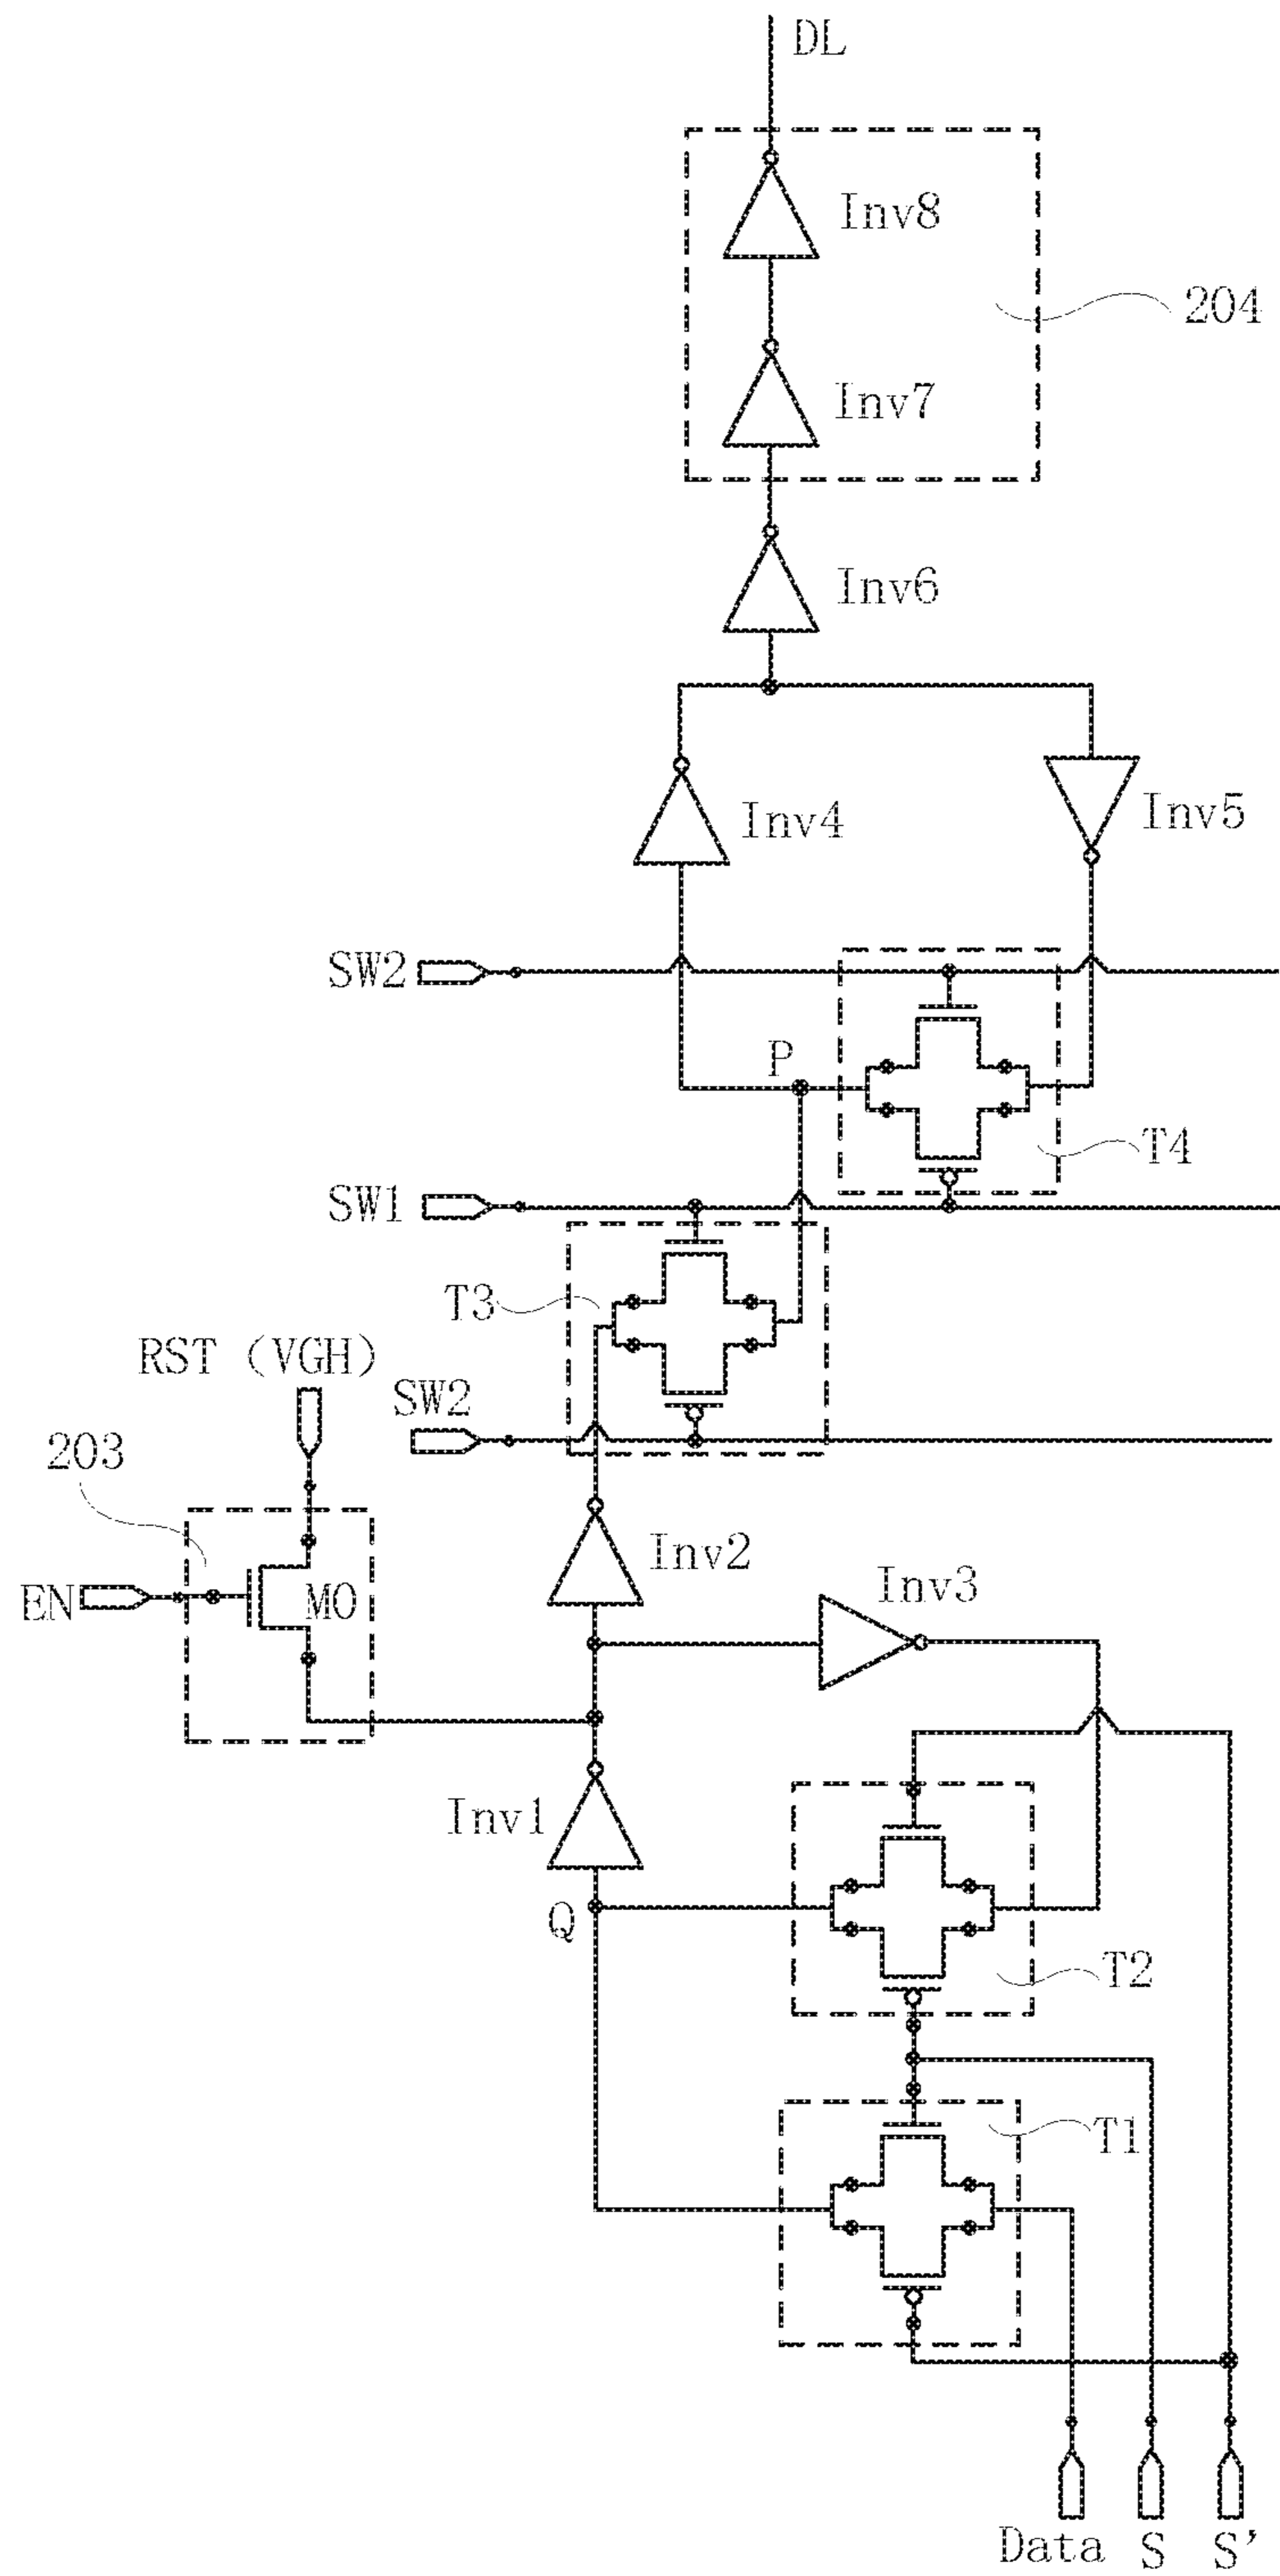 DL
Inv8
204
Inv7
Inv6
Inv4
Inv5
SW2
P
T4
SW1
T3
RST (VGH)
SW2
203
Inv2
Inv3
EN
M0
Inv1
Q
T2
T1
Data
S
S'